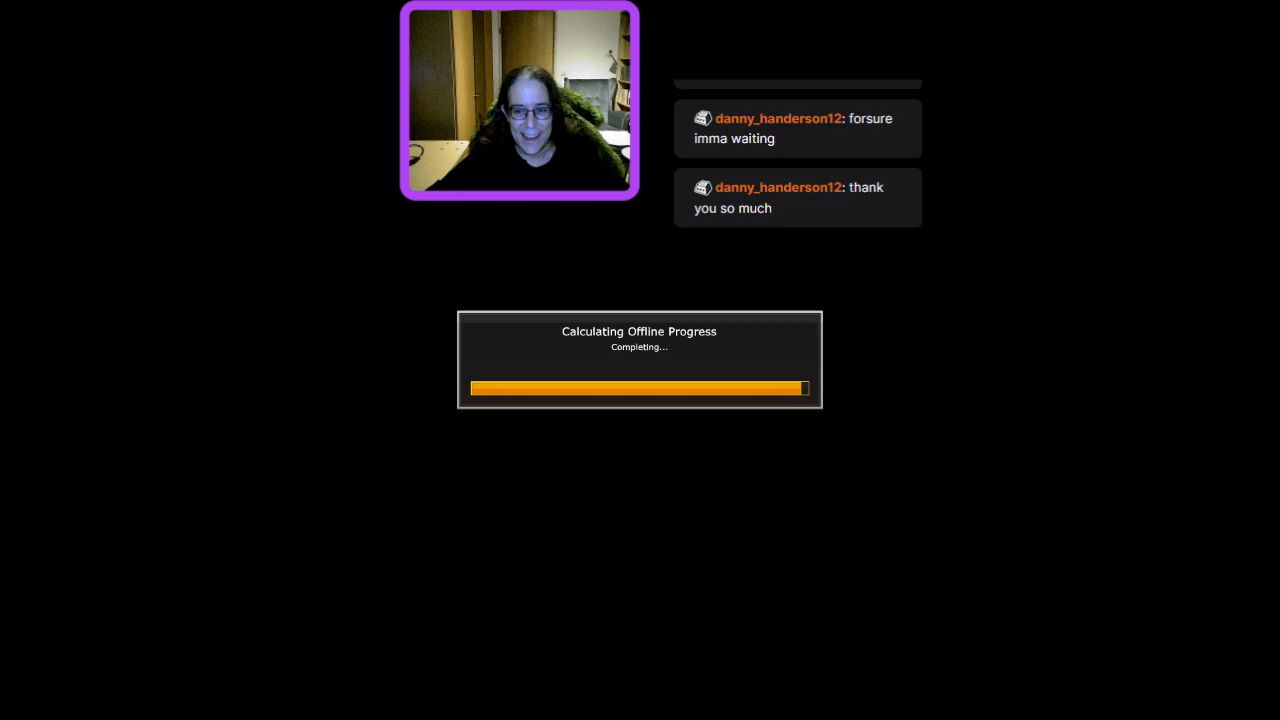 danny_handerson12: forsure
imma waiting
danny_handerson12: thank
you so much
Calculating Offline Progress
Completing...